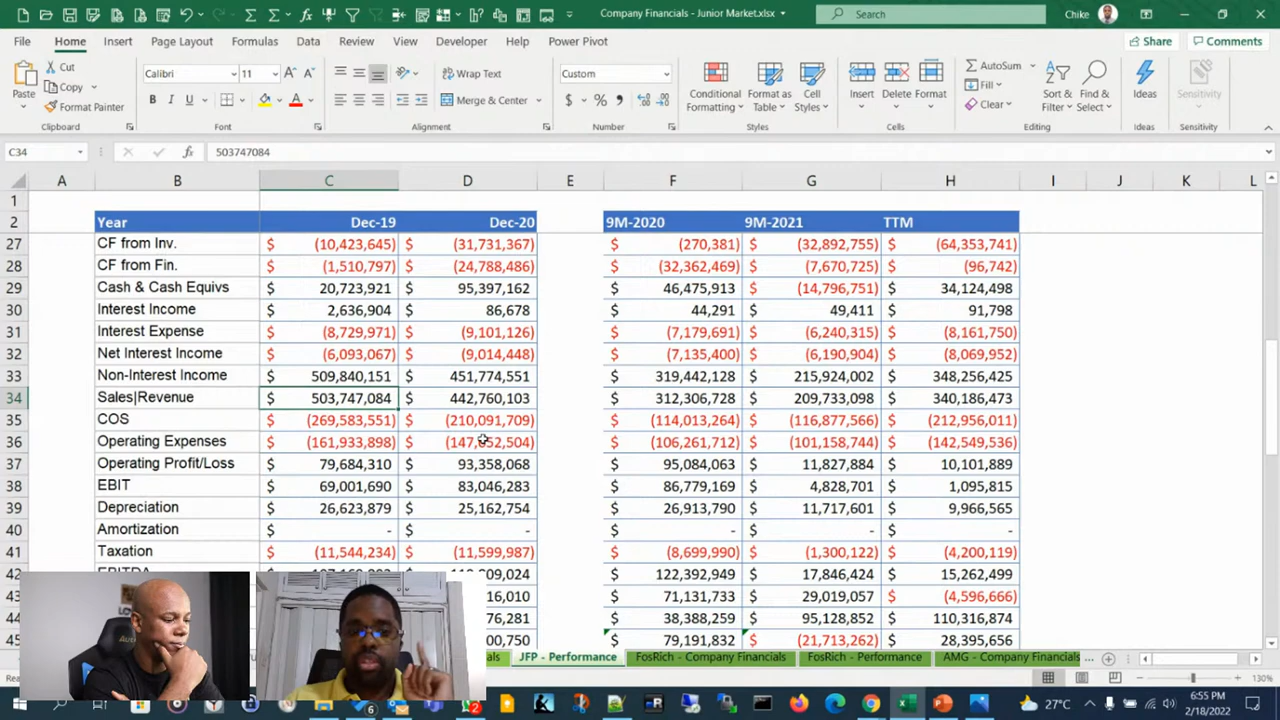 Company Financials - Junior Market.xlsx
Search
Chike
File Home Insert Page Layout Formulas Data Review View Developer Help Power Pivot
Share Comments
Paste Cut Copy Format Painter
Clipboard
Calibri 11
B I U
Font
Wrap Text
Merge & Center
Alignment
Custom
$ % ,
Number
Conditional Formatting Format as Table Cell Styles
Styles
Insert Delete Format
Cells
AutoSum Fill Clear Sort & Filter Find & Select
Editing
Ideas
Ideas
Sensitivity
Sensitivity
C34 fx 503747084
A B C D E F G H I J K L
1
2 Year Dec-19 Dec-20 9M-2020 9M-2021 TTM
27 CF from Inv. $ (10,423,645) $ (31,731,367) $ (270,381) $ (32,892,755) $ (64,353,741)
28 CF from Fin. $ (1,510,797) $ (24,788,486) $ (32,362,469) $ (7,670,725) $ (96,742)
29 Cash & Cash Equivs $ 20,723,921 $ 95,397,162 $ 46,475,913 $ (14,796,751) $ 34,124,498
30 Interest Income $ 2,636,904 $ 86,678 $ 44,291 $ 49,411 $ 91,798
31 Interest Expense $ (8,729,971) $ (9,101,126) $ (7,179,691) $ (6,240,315) $ (8,161,750)
32 Net Interest Income $ (6,093,067) $ (9,014,448) $ (7,135,400) $ (6,190,904) $ (8,069,952)
33 Non-Interest Income $ 509,840,151 $ 451,774,551 $ 319,442,128 $ 215,924,002 $ 348,256,425
34 Sales|Revenue $ 503,747,084 $ 442,760,103 $ 312,306,728 $ 209,733,098 $ 340,186,473
35 COS $ (269,583,551) $ (210,091,709) $ (114,013,264) $ (116,877,566) $ (212,956,011)
36 Operating Expenses $ (161,933,898) $ $ (106,261,712) $ (101,158,744) $ (142,549,536)
37 Operating Profit/Loss $ 79,684,310 $ 93,358,068 $ 95,084,063 $ 11,827,884 $ 10,101,889
38 EBIT $ 69,001,690 $ 83,046,283 $ 86,779,169 $ 4,828,701 $ 1,095,815
39 Depreciation $ 26,623,879 $ 25,162,754 $ 26,913,790 $ 11,717,601 $ 9,966,565
40 Amortization $ - $ - $ - $ - $ -
41 Taxation $ (11,544,234) $ (11,599,987) $ (8,699,990) $ (1,300,122) $ (4,200,119)
42 $ 122,392,949 $ 17,846,424 $ 15,262,499
$ 71,131,733 $ 29,019,057 $ (4,596,666)
44 $ 38,388,259 $ 95,128,852 $ 110,316,874
45 $ 79,191,832 $ (21,713,262) $ 28,395,656
JFP - Performance FosRich - Company Financials FosRich - Performance AMG - Company Financials
130%
27°C
6:55 PM
2/18/2022